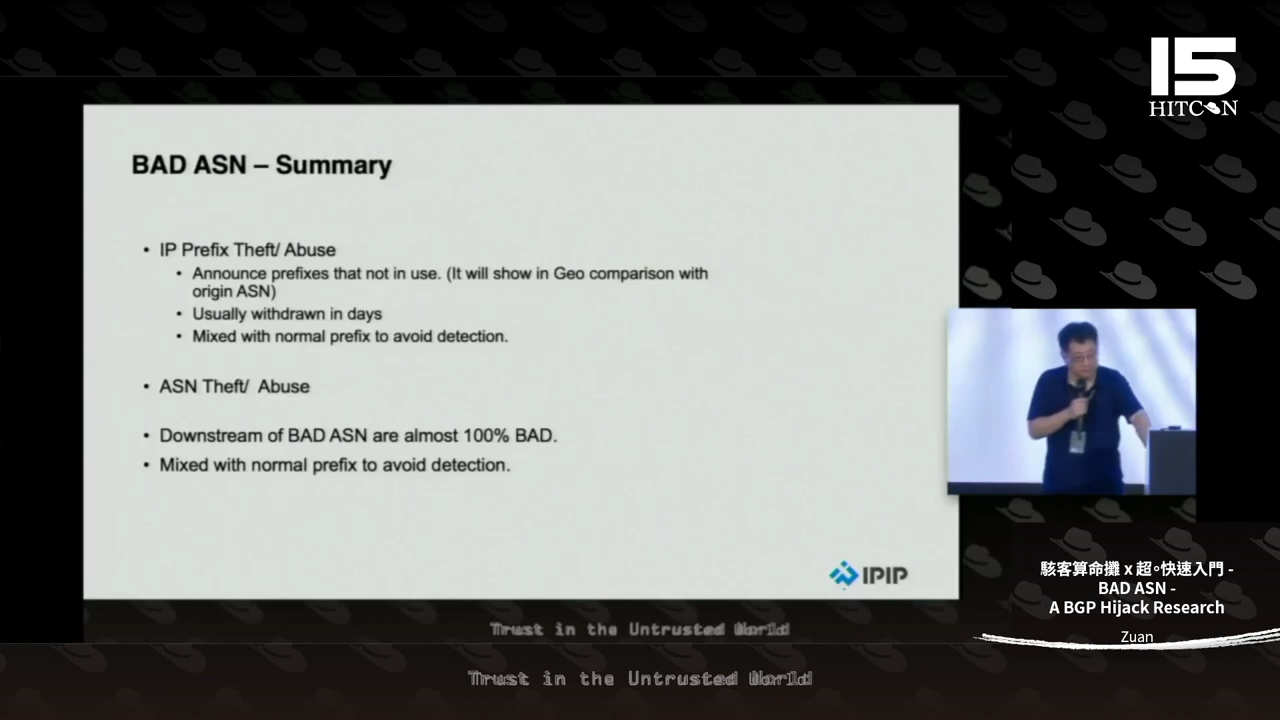 15
HITCON
BAD ASN – Summary
• IP Prefix Theft/ Abuse
• Announce prefixes that not in use. (It will show in Geo comparison with
origin ASN)
• Usually withdrawn in days
• Mixed with normal prefix to avoid detection.
• ASN Theft/ Abuse
• Downstream of BAD ASN are almost 100% BAD.
• Mixed with normal prefix to avoid detection.
IPIP
駭客算命攤 x 超◦快速入門 -
BAD ASN -
A BGP Hijack Research
Zuan
Trust in the Untrusted World
Trust in the Untrusted World